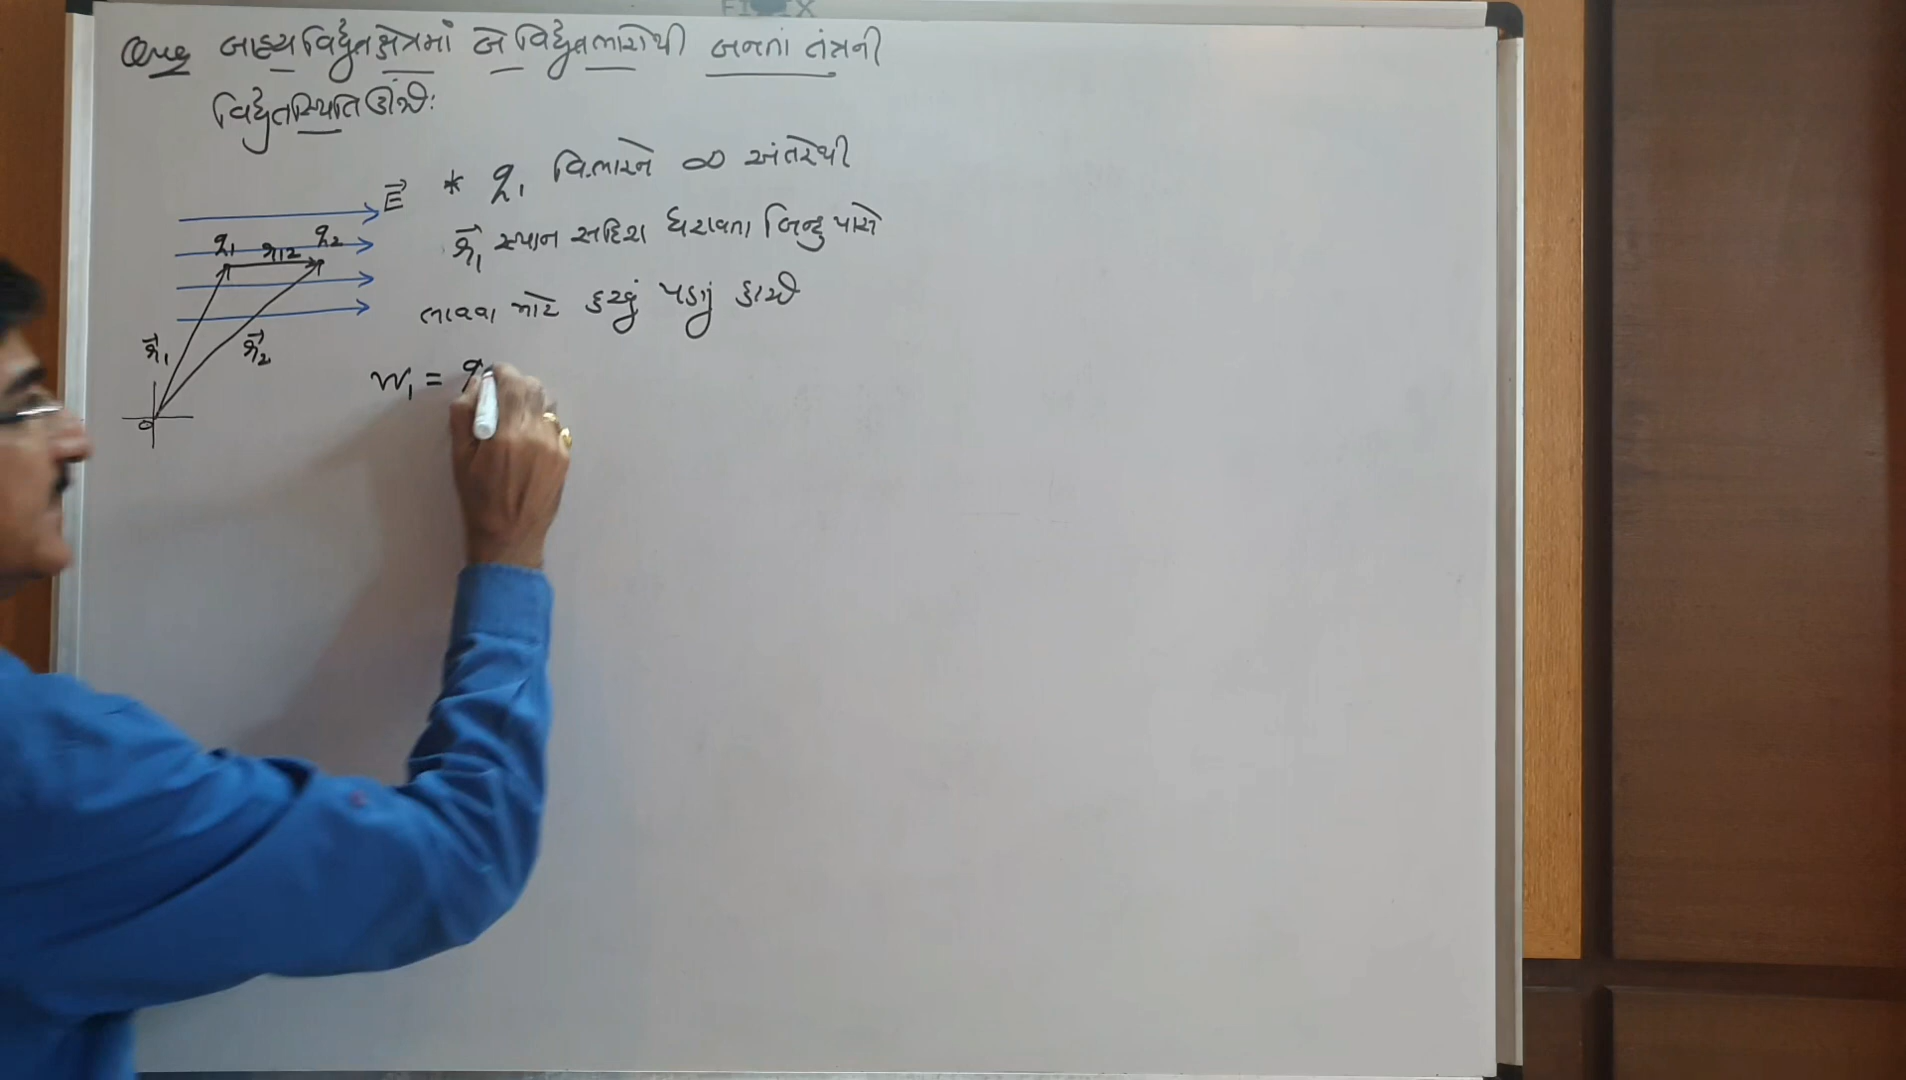 Que બાહ્ય વિદ્યુતક્ષેત્રમાં બે વિદ્યુતભારોથી બનતાં તંત્રની
વિદ્યુતસ્થિતિઊર્જા:
* q₁ વિ.ભારને ∞ અંતરેથી
r⃗₁ સ્થાન સદિશ ધરાવતા બિન્દુ પાસે
લાવવા માટે કરવું પડતું કાર્ય
W₁ = q
E⃗
q₁ r₁₂ q₂
r⃗₁ r⃗₂
O